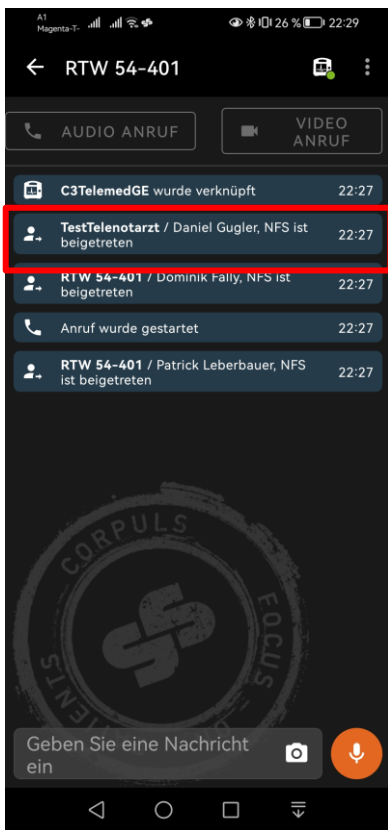 A1
Magenta-T-
26 %
22:29
RTW 54-401
AUDIO ANRUF
VIDEO
ANRUF
C3TelemedGE wurde verknüpft 22:27
TestTelenotarzt / Daniel Gugler, NFS ist
beigetreten 22:27
RTW 54-401 / Dominik Fally, NFS ist
beigetreten 22:27
Anruf wurde gestartet 22:27
RTW 54-401 / Patrick Leberbauer, NFS
ist beigetreten 22:27
CORPULS
FOCUS
PATIENTS
Geben Sie eine Nachricht
ein